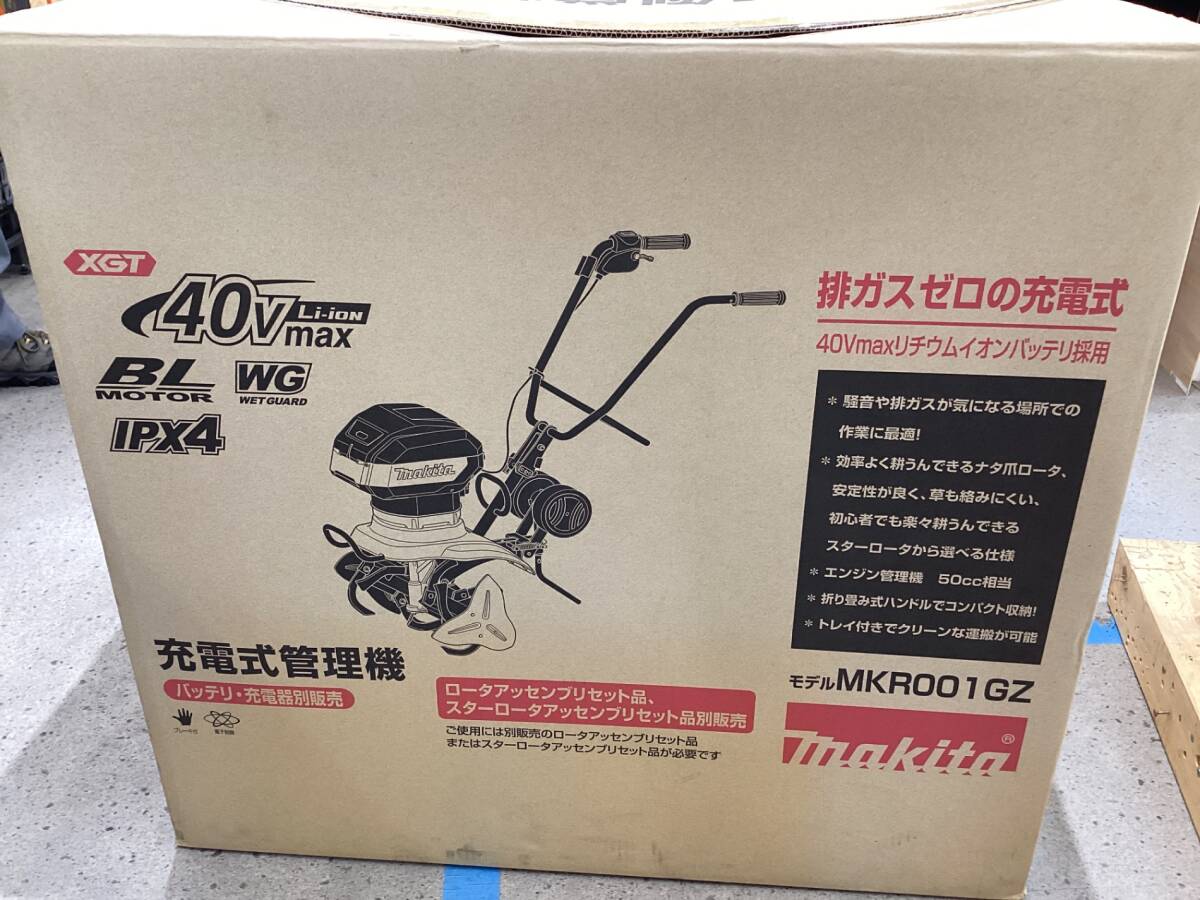 XGT
40Vmax Li-ion
BL
MOTOR
WG
WET GUARD
IPX4
makita
充電式管理機
バッテリ・充電器別販売
ブレーキ付
電子制御
ロータアッセンブリセット品、
スターロータアッセンブリセット品別販売
ご使用には別販売のロータアッセンブリセット品
またはスターロータアッセンブリセット品が必要です
排ガスゼロの充電式
40Vmaxリチウムイオンバッテリ採用
* 騒音や排ガスが気になる場所での
作業に最適!
* 効率よく耕うんできるナタ爪ロータ、
安定性が良く、草も絡みにくい、
初心者でも楽々耕うんできる
スターロータから選べる仕様
* エンジン管理機 50cc相当
* 折り畳み式ハンドルでコンパクト収納!
* トレイ付きでクリーンな運搬が可能
モデルMKR001GZ
makita®